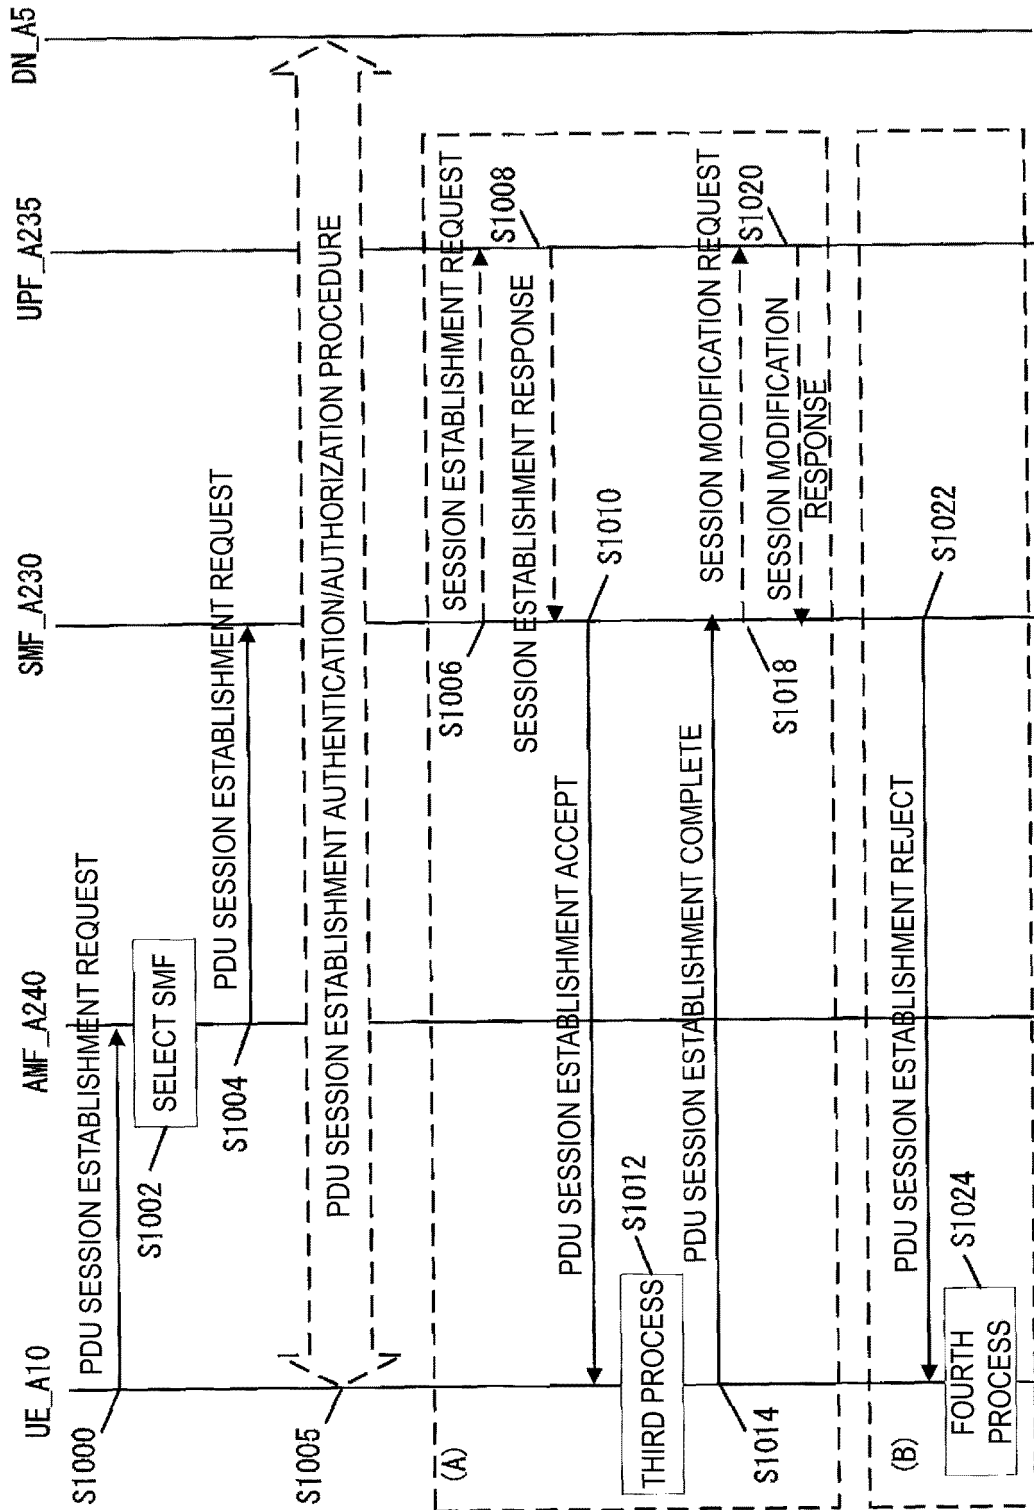 UE_A10
AMF_A240
SMF_A230
UPF_A235
DN_A5
S1000
PDU SESSION ESTABLISHMENT REQUEST
S1002
SELECT SMF
S1004
PDU SESSION ESTABLISHMENT REQUEST
S1005
PDU SESSION ESTABLISHMENT AUTHENTICATION/AUTHORIZATION PROCEDURE
(A)
SESSION ESTABLISHMENT REQUEST
S1006
S1008
SESSION ESTABLISHMENT RESPONSE
PDU SESSION ESTABLISHMENT ACCEPT
S1010
THIRD PROCESS
S1012
PDU SESSION ESTABLISHMENT COMPLETE
S1014
SESSION MODIFICATION REQUEST
S1018
S1020
SESSION MODIFICATION
RESPONSE
(B)
PDU SESSION ESTABLISHMENT REJECT
S1022
FOURTH
PROCESS
S1024